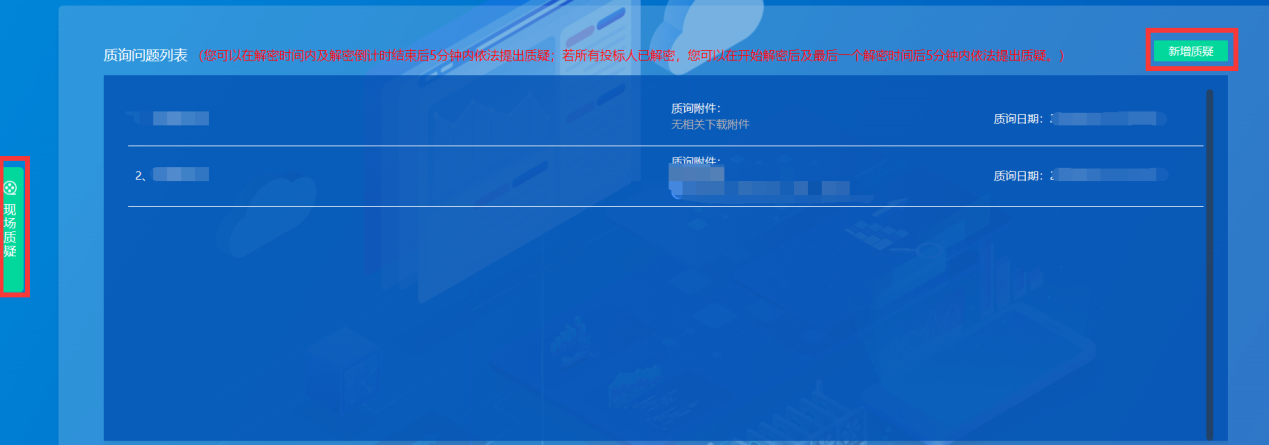 质询问题列表 （您可以在解密时间内及解密倒计时结束后5分钟内依法提出质疑；若所有投标人已解密，您可以在开始解密后及最后一个解密时间后5分钟内依法提出质疑。）
新增质疑
质询附件：
无相关下载附件
质询日期：
2、
质询附件：
质询日期：2
现场质疑